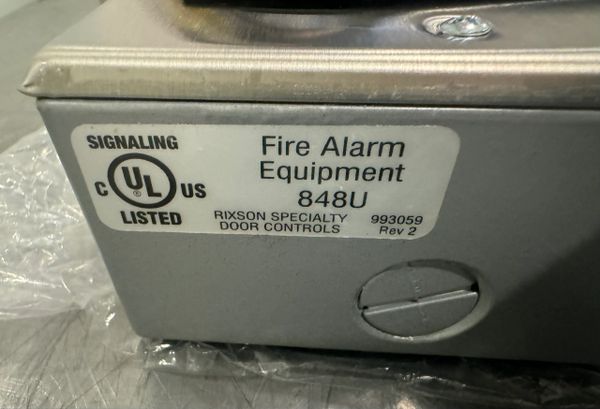 SIGNALING
C UL ® US
LISTED
Fire Alarm
Equipment
848U
RIXSON SPECIALTY 993059
DOOR CONTROLS Rev 2